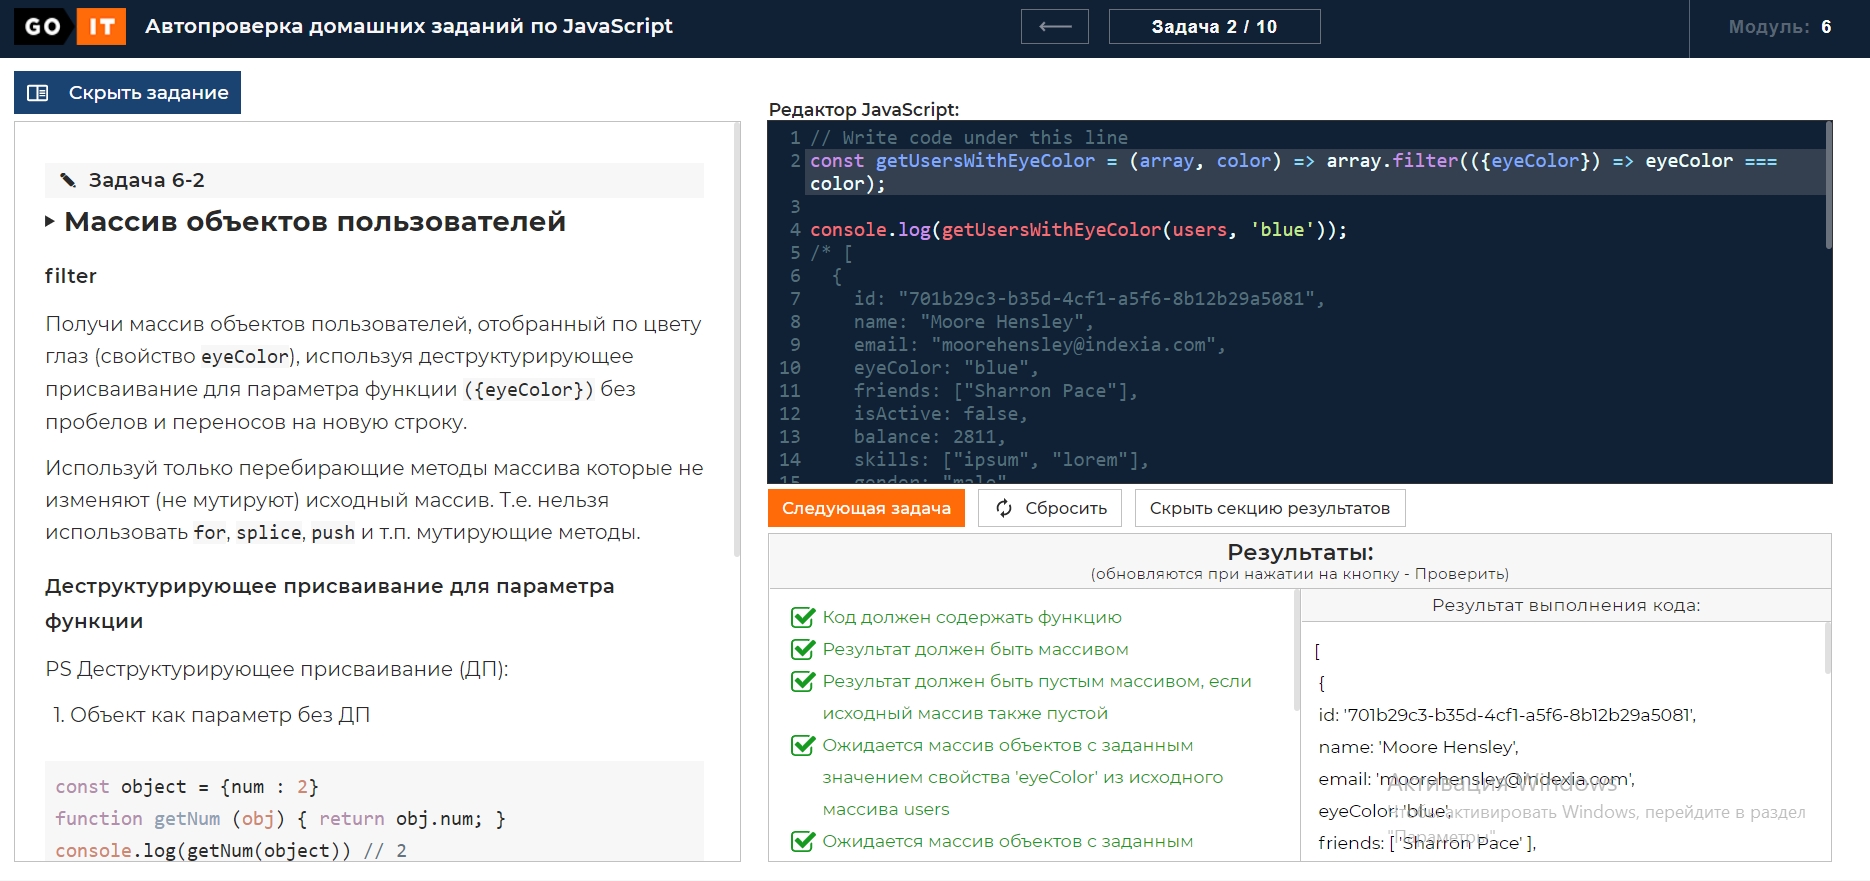 GO IT Автопроверка домашних заданий по JavaScript
Задача 2 / 10
Модуль: 6
Скрыть задание
Задача 6-2
Массив объектов пользователей
filter
Получи массив объектов пользователей, отобранный по цвету
глаз (свойство eyeColor), используя деструктурирующее
присваивание для параметра функции ({eyeColor}) без
пробелов и переносов на новую строку.
Используй только перебирающие методы массива которые не
изменяют (не мутируют) исходный массив. Т.е. нельзя
использовать for, splice, push и т.п. мутирующие методы.
Деструктурирующее присваивание для параметра
функции
PS Деструктурирующее присваивание (ДП):
1. Объект как параметр без ДП
const object = {num : 2}
function getNum (obj) { return obj.num; }
console.log(getNum(object)) // 2
Редактор JavaScript:
1 // Write code under this line
2 const getUsersWithEyeColor = (array, color) => array.filter(({eyeColor}) => eyeColor ===
color);
3
4 console.log(getUsersWithEyeColor(users, 'blue'));
5 /* [
6 {
7 id: "701b29c3-b35d-4cf1-a5f6-8b12b29a5081",
8 name: "Moore Hensley",
9 email: "moorehensley@indexia.com",
10 eyeColor: "blue",
11 friends: ["Sharron Pace"],
12 isActive: false,
13 balance: 2811,
14 skills: ["ipsum", "lorem"],
15 gender: "male"
Следующая задача
Сбросить
Скрыть секцию результатов
Результаты:
(обновляются при нажатии на кнопку - Проверить)
Код должен содержать функцию
Результат должен быть массивом
Результат должен быть пустым массивом, если
исходный массив также пустой
Ожидается массив объектов с заданным
значением свойства 'eyeColor' из исходного
массива users
Ожидается массив объектов с заданным
Результат выполнения кода:
[
{
id: '701b29c3-b35d-4cf1-a5f6-8b12b29a5081',
name: 'Moore Hensley',
email: 'moorehensley@indexia.com',
eyeColor: 'blue',
friends: [ 'Sharron Pace' ],
Активация Windows
Чтобы активировать Windows, перейдите в раздел
"Параметры".